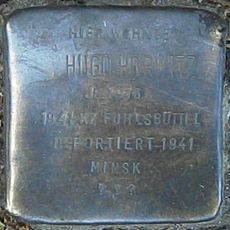 HIER WOHNTE
HUGO
1941 KZ FUHLSBÜTTEL
DEPORTIERT 1941
MINSK
???